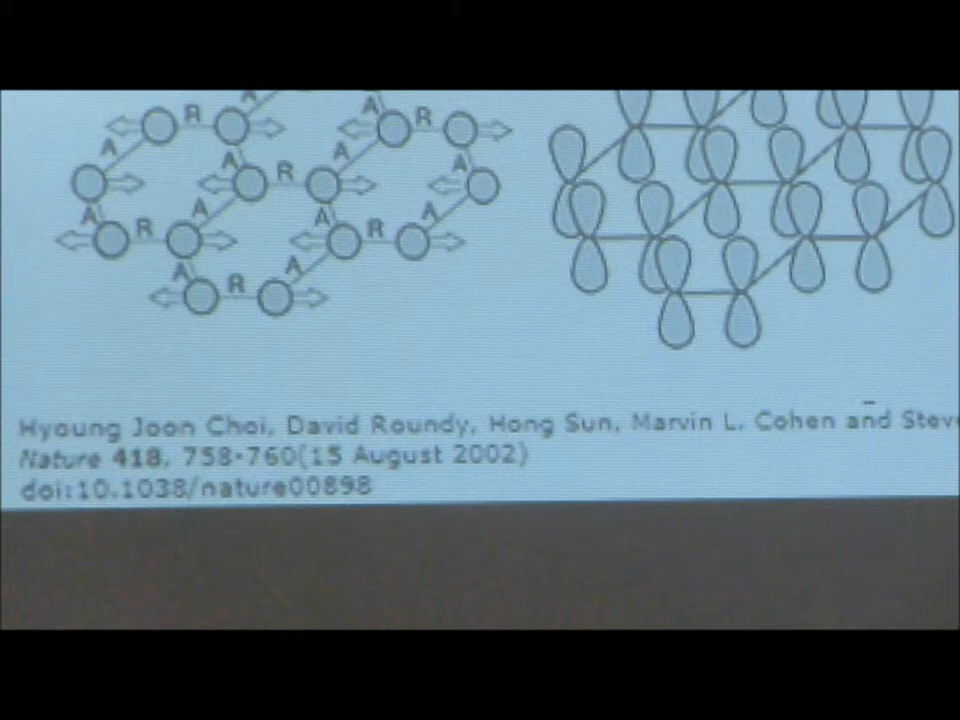 A
R
A
R
A
A
A
A
R
A
A
R
A
A
R
A
A
R
A
Hyoung Joon Choi, David Roundy, Hong Sun, Marvin L. Cohen and Steve
Nature 418, 758-760(15 August 2002)
doi:10.1038/nature00898